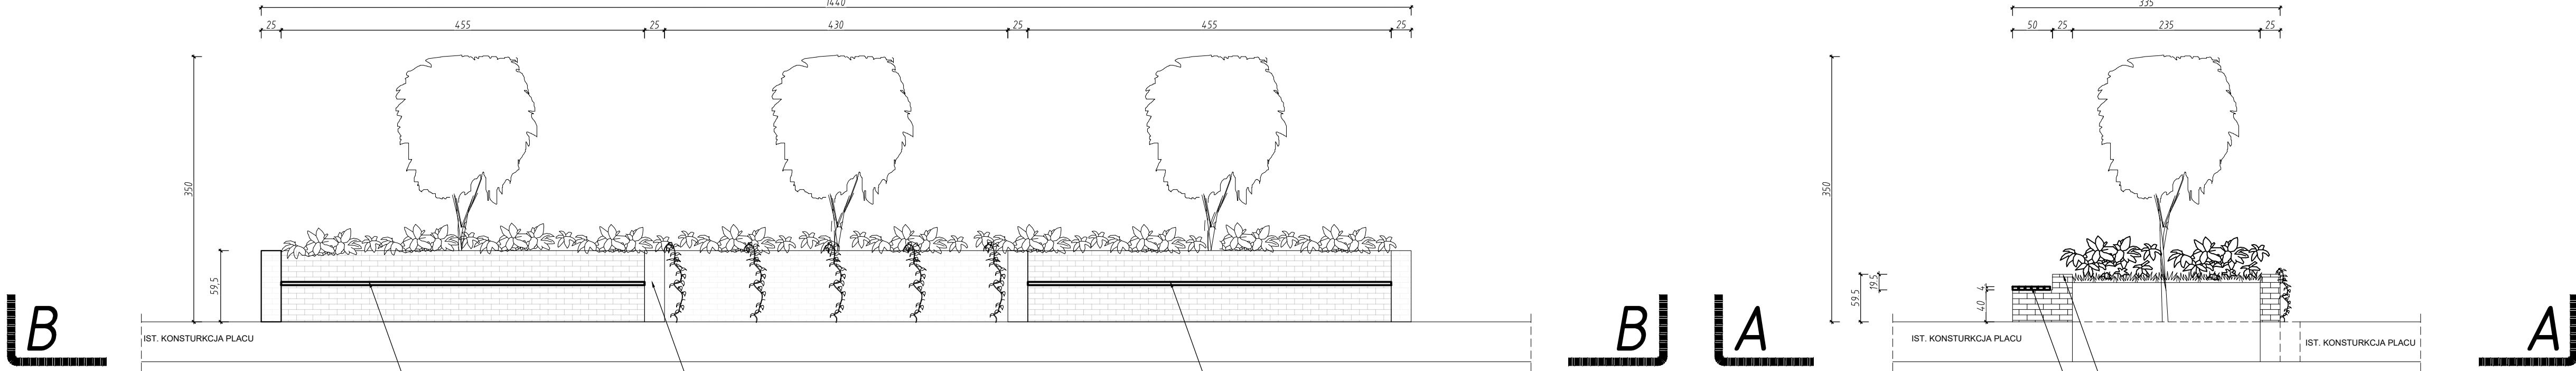 1440
335
25 455 25 430 25 455 25
50 25 235 25
350
350
59,5
59.5
19.5
4
40
B
B
A
A
IST. KONSTURKCJA PLACU
IST. KONSTURKCJA PLACU
IST. KONSTURKCJA PLACU